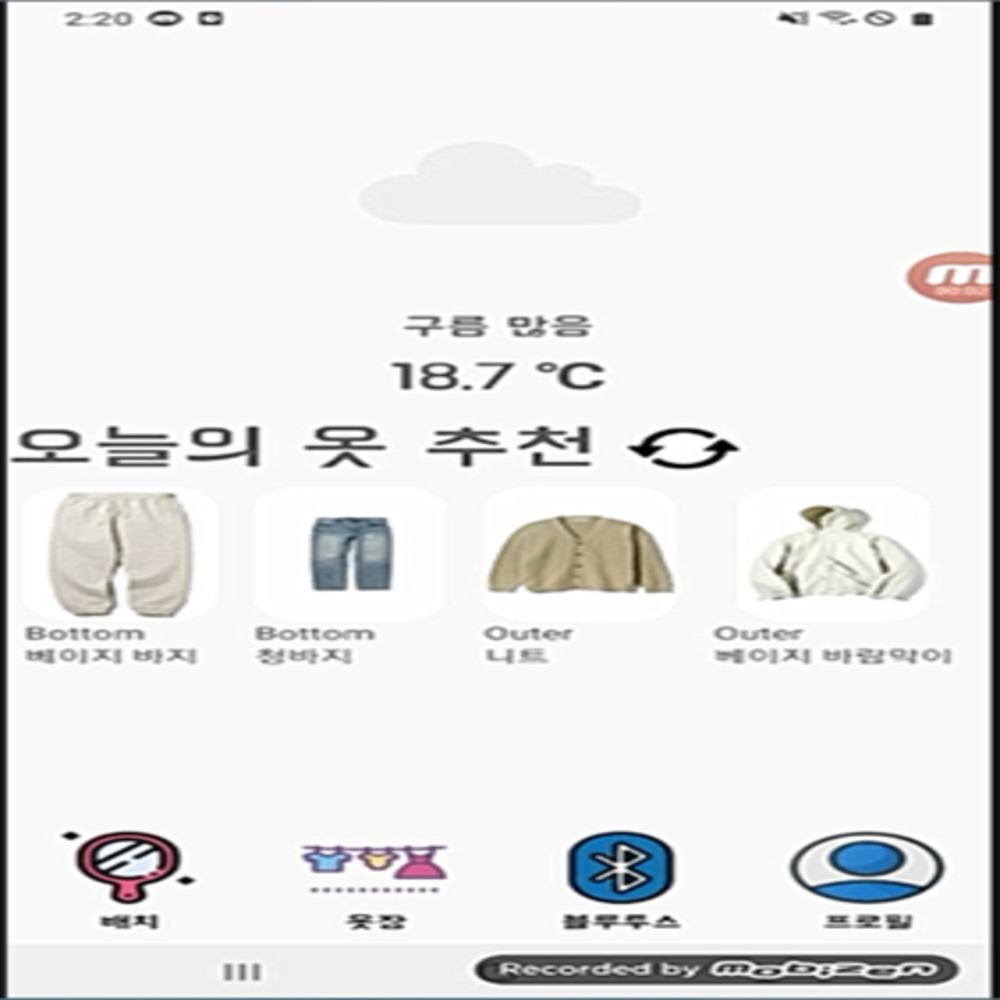 2:20
구름 많음
18.7 °C
오늘의 옷 추천
Bottom
베이지 바지
Bottom
청바지
Outer
니트
Outer
베이지 바람막이
배치
옷장
블루투스
프로필
Recorded by mobizen